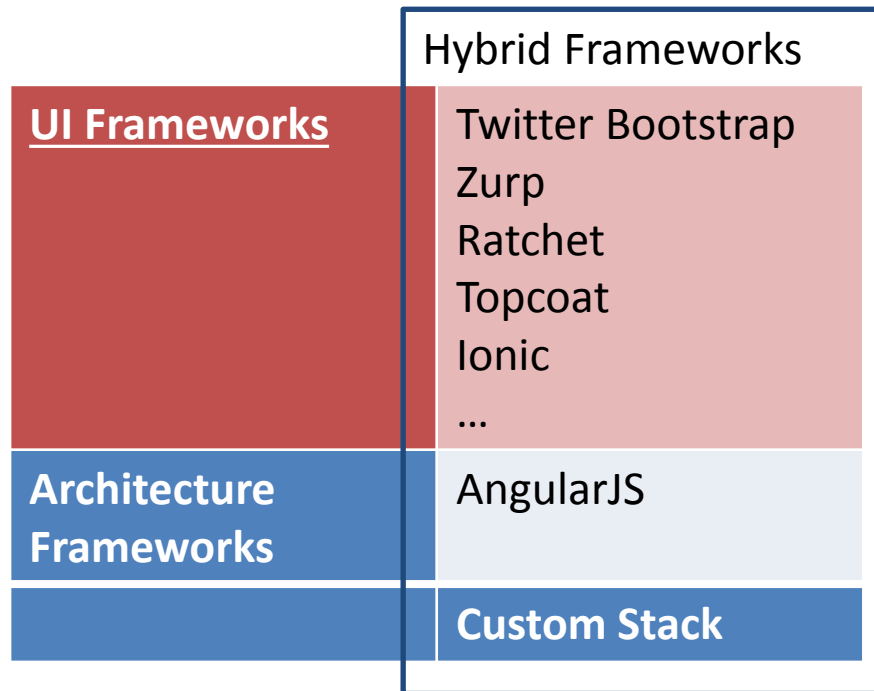 Hybrid Frameworks
UI Frameworks
Twitter Bootstrap
Zurp
Ratchet
Topcoat
Ionic
...
Architecture
Frameworks
AngularJS
Custom Stack